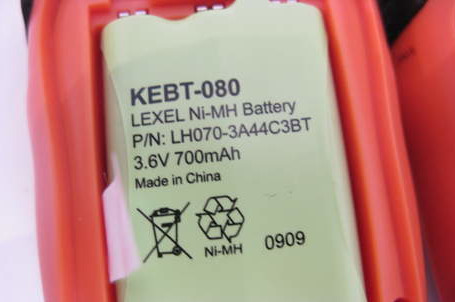 KEBT-080
LEXEL Ni-MH Battery
P/N: LH070-3A44C3BT
3.6V 700mAh
Made in China
Ni-MH 0909